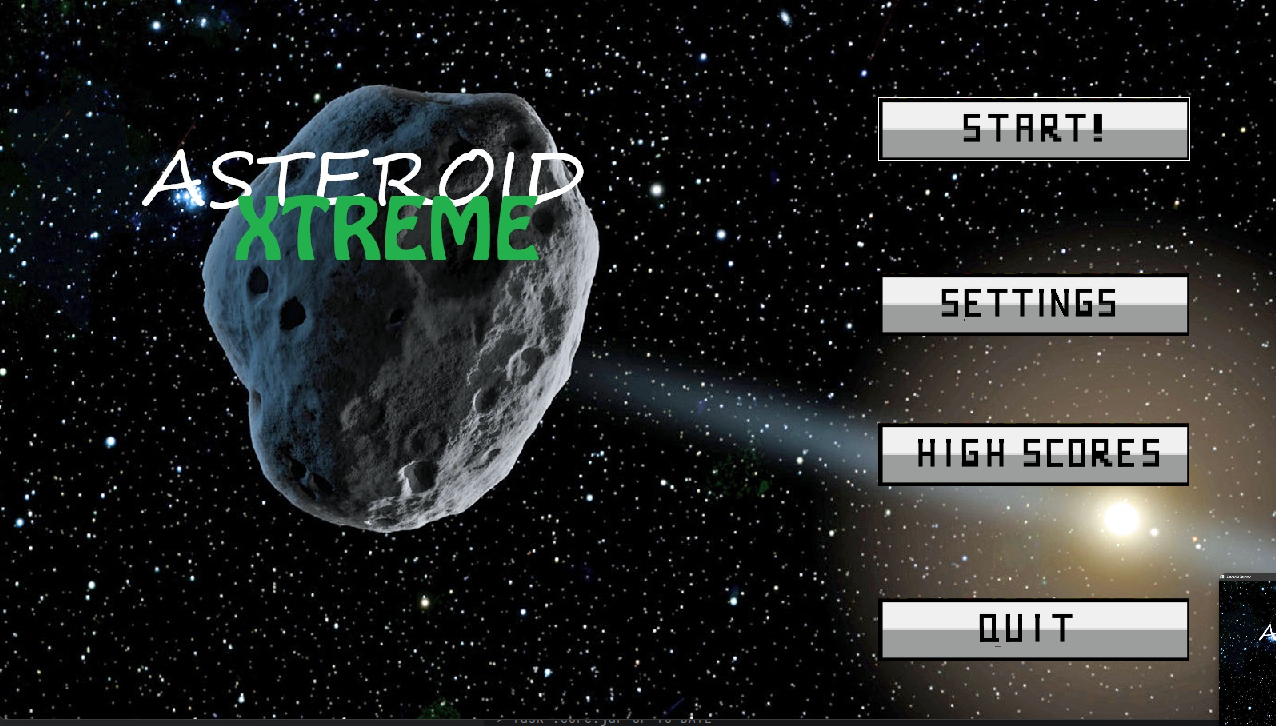 ASTEROID
XTREME
START!
SETTINGS
HIGH SCORES
QUIT